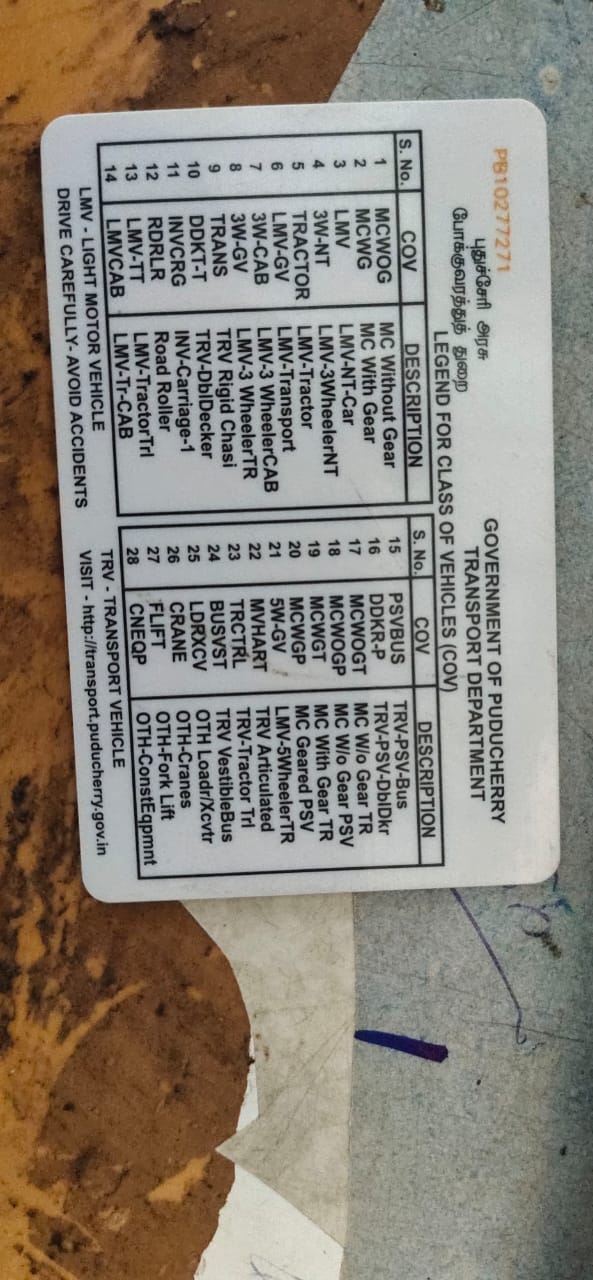 PB10277271
புதுச்சேரி அரசு GOVERNMENT OF PUDUCHERRY
போக்குவரத்துத் துறை TRANSPORT DEPARTMENT
LEGEND FOR CLASS OF VEHICLES (COV)
S. No. COV DESCRIPTION S. No. COV DESCRIPTION
1 MCWOG MC Without Gear 15 PSVBUS TRV-PSV-Bus
2 MCWG MC With Gear 16 DDKR-P TRV-PSV-DblDkr
3 LMV LMV-NT-Car 17 MCWOGT MC W/o Gear TR
4 3W-NT LMV-3WheelerNT 18 MCWOGP MC W/o Gear PSV
5 TRACTOR LMV-Tractor 19 MCWGT MC With Gear TR
6 LMV-GV LMV-Transport 20 MCWGP MC Geared PSV
7 3W-CAB LMV-3 WheelerCAB 21 5W-GV LMV-5WheelerTR
8 3W-GV LMV-3 WheelerTR 22 MVHART TRV Articulated
9 TRANS TRV Rigid Chasi 23 TRCTRL TRV-Tractor Trl
10 DDKT-T TRV-DblDecker 24 BUSVST TRV VestibleBus
11 INVCRG INV-Carriage-1 25 LDRXCV OTH Loadr/Xcvtr
12 RDRLR Road Roller 26 CRANE OTH-Cranes
13 LMV-TT LMV-TractorTrl 27 FLIFT OTH-Fork Lift
14 LMVCAB LMV-Tr-CAB 28 CNEQP OTH-ConstEqpmnt
LMV - LIGHT MOTOR VEHICLE TRV - TRANSPORT VEHICLE
DRIVE CAREFULLY- AVOID ACCIDENTS VISIT - http://transport.puducherry.gov.in